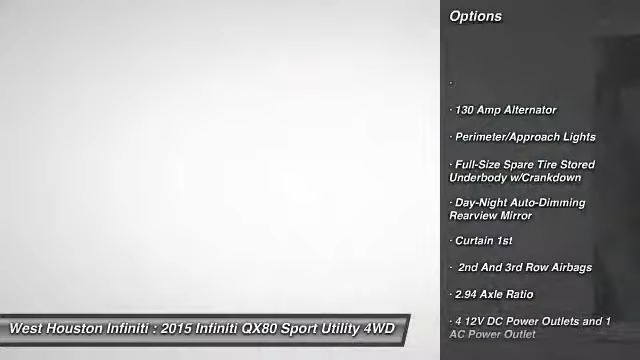 Options
·
· 130 Amp Alternator
· Perimeter/Approach Lights
· Full-Size Spare Tire Stored
Underbody w/Crankdown
· Day-Night Auto-Dimming
Rearview Mirror
· Curtain 1st
· 2nd And 3rd Row Airbags
· 2.94 Axle Ratio
· 4 12V DC Power Outlets and 1
AC Power Outlet
West Houston Infiniti : 2015 Infiniti QX80 Sport Utility 4WD